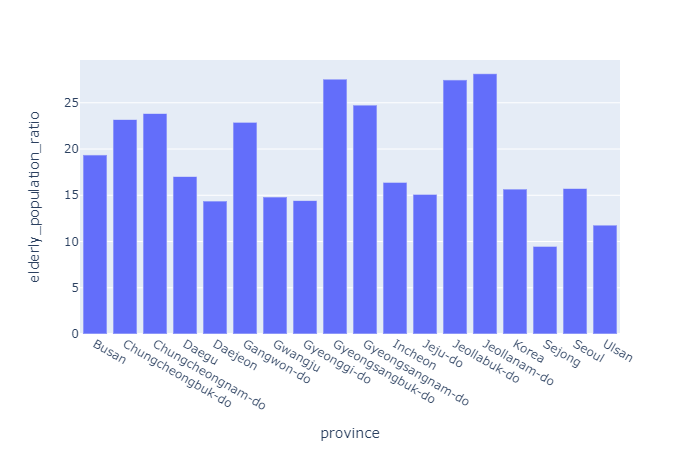 elderly_population_ratio
25
20
15
10
5
0
Busan
Chungcheongbuk-do
Chungcheongnam-do
Daegu
Daejeon
Gangwon-do
Gwangju
Gyeonggi-do
Gyeongsangbuk-do
Gyeongsangnam-do
Incheon
Jeju-do
Jeollabuk-do
Jeollanam-do
Korea
Sejong
Seoul
Ulsan
province